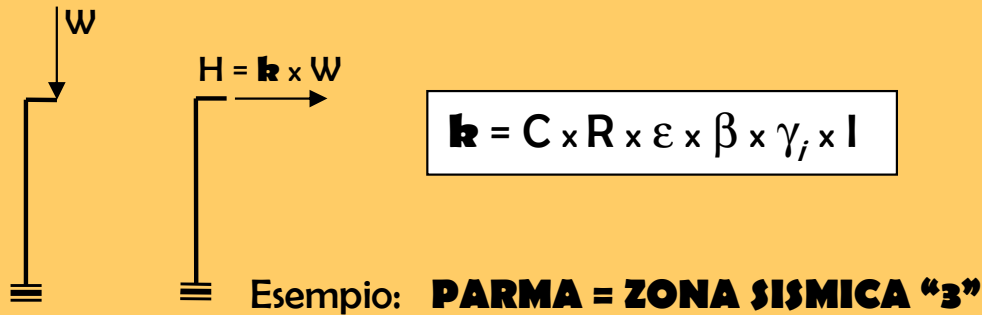 W
H = k x W
k = C x R x ε x β x γi x I
Esempio: PARMA = ZONA SISMICA “3”